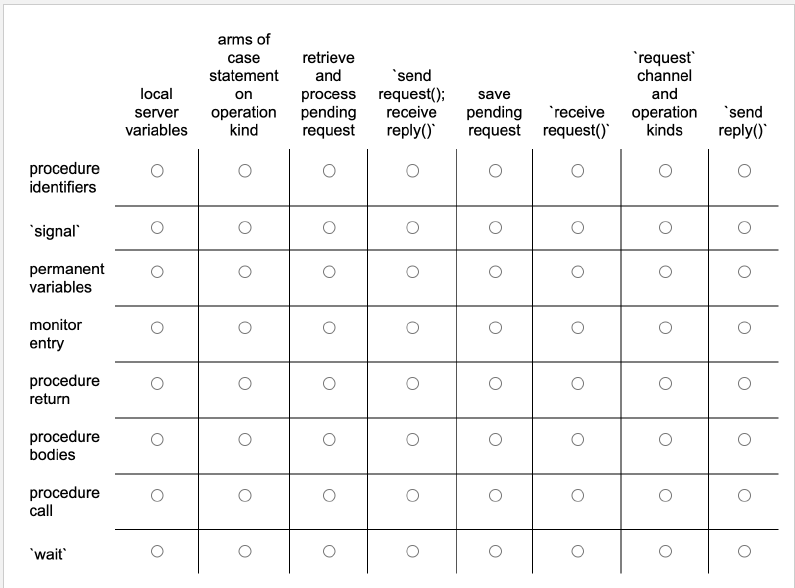 local server variables
arms of case statement on operation kind
retrieve and process pending request
`send request(); receive reply()`
save pending request
`receive request()`
`request` channel and operation kinds
`send reply()`
procedure identifiers
`signal`
permanent variables
monitor entry
procedure return
procedure bodies
procedure call
`wait`